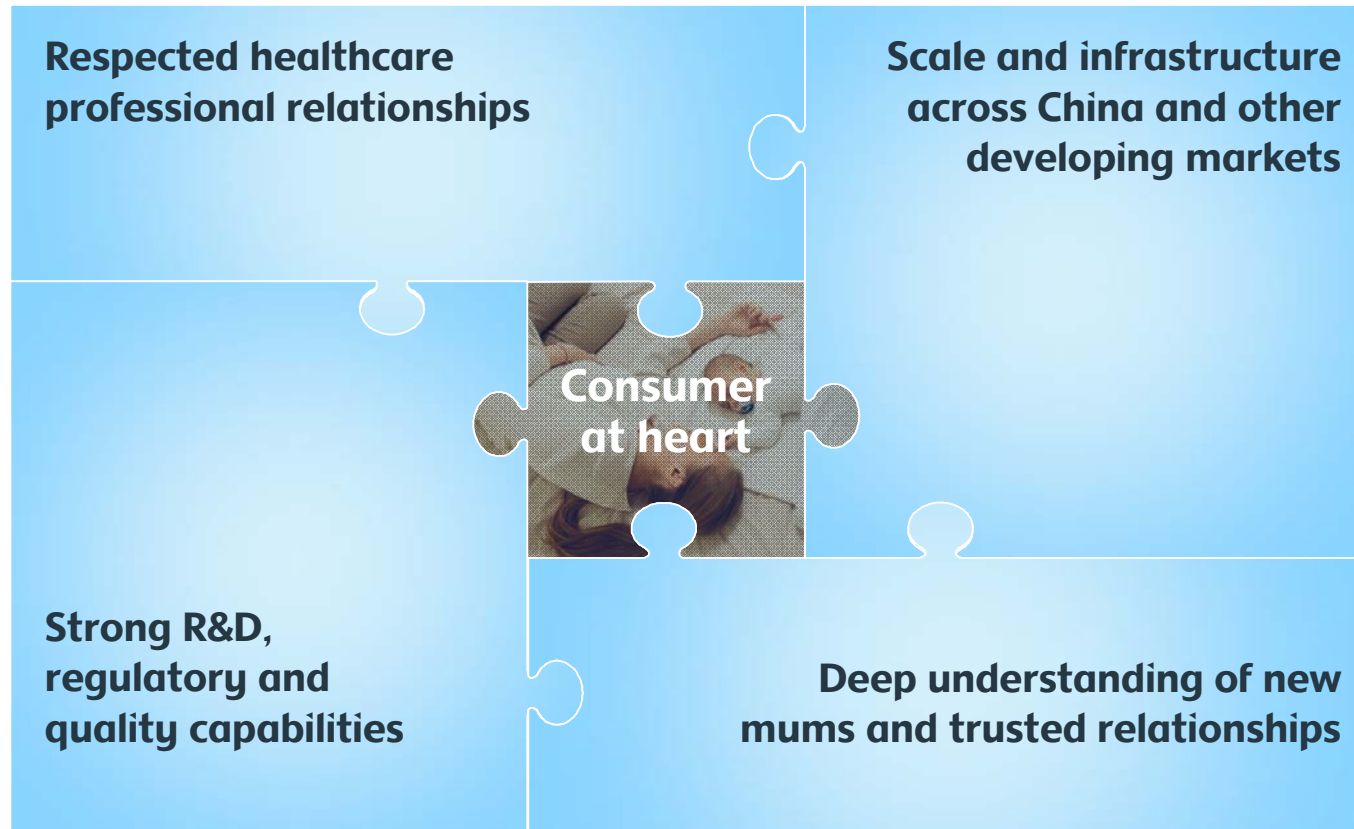 Respected healthcare
professional relationships
Scale and infrastructure
across China and other
developing markets
Consumer
at heart
Strong R&D,
regulatory and
quality capabilities
Deep understanding of new
mums and trusted relationships